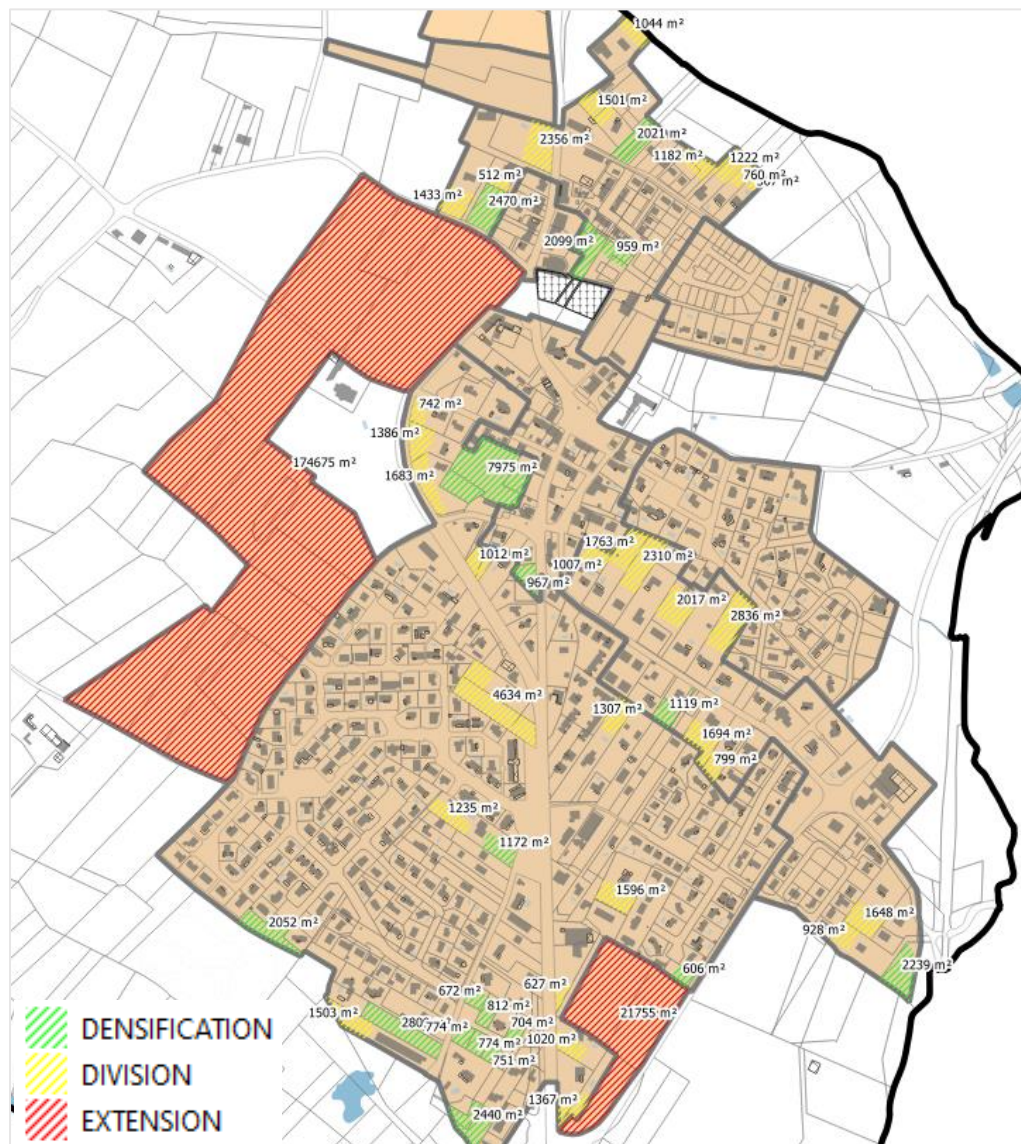 1044 m²
1501 m²
2356 m²
2021 m²
1182 m²
1222 m²
760 m²
512 m²
1433 m²
2470 m²
2099 m²
959 m²
742 m²
1386 m²
174675 m²
1683 m²
7975 m²
1763 m²
1012 m²
1007 m²
2310 m²
967 m²
2017 m²
2836 m²
4634 m²
1307 m²
1119 m²
1694 m²
799 m²
1235 m²
1172 m²
1596 m²
2052 m²
928 m²
1648 m²
2239 m²
606 m²
627 m²
672 m²
812 m²
21755 m²
1503 m²
774 m²
704 m²
774 m²
1020 m²
751 m²
1367 m²
2440 m²
DENSIFICATION
DIVISION
EXTENSION